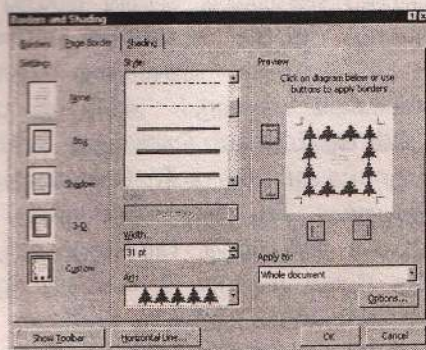 Borders and Shading
Borders
Page Border
Shading
Setting:
None
Box
Shadow
3-D
Custom
Style:
Width:
31 pt
Art:
Preview
Click on diagram below or use
buttons to apply borders
Apply to:
Whole document
Options...
Show Toolbar
Horizontal Line...
OK
Cancel